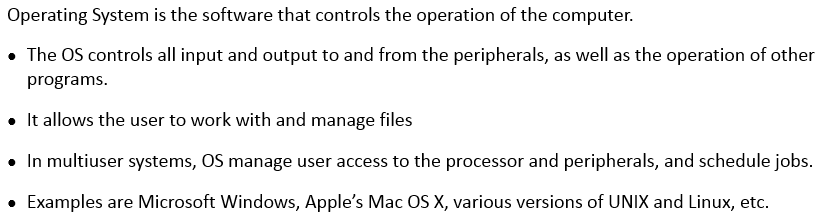 Operating System is the software that controls the operation of the computer.
• The OS controls all input and output to and from the peripherals, as well as the operation of other
programs.
• It allows the user to work with and manage files
• In multiuser systems, OS manage user access to the processor and peripherals, and schedule jobs.
• Examples are Microsoft Windows, Apple’s Mac OS X, various versions of UNIX and Linux, etc.